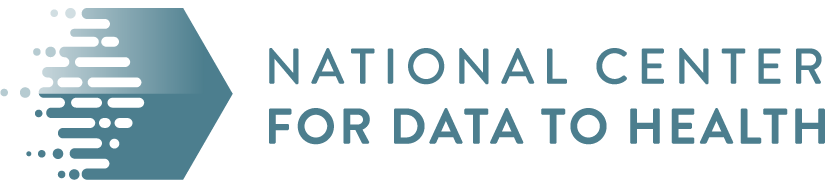 NATIONAL CENTER
FOR DATA TO HEALTH